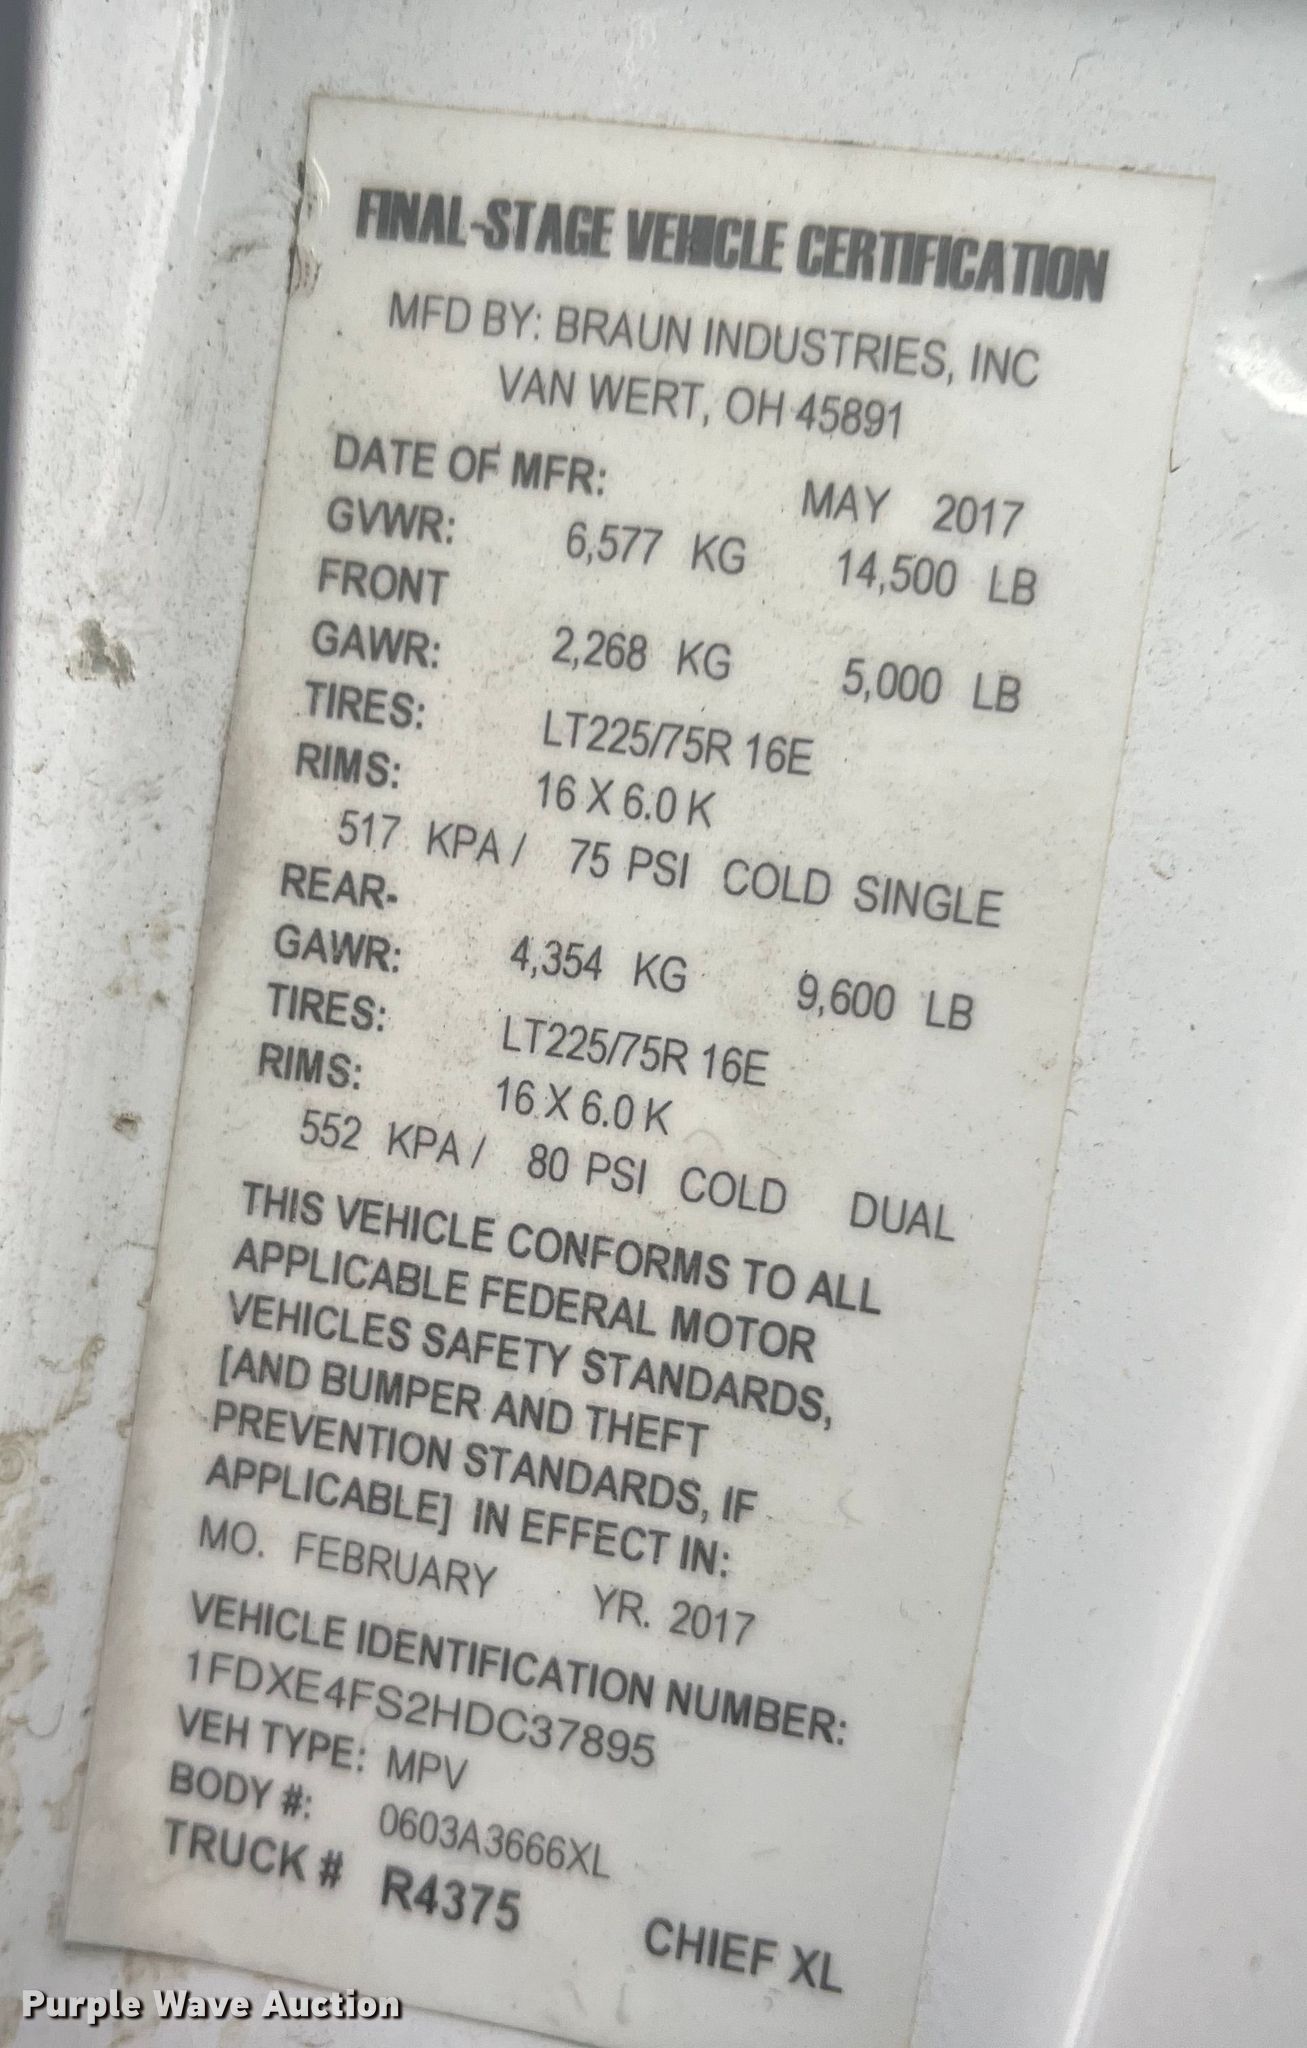 FINAL-STAGE VEHICLE CERTIFICATION
MFD BY: BRAUN INDUSTRIES, INC
VAN WERT, OH 45891
DATE OF MFR: MAY 2017
GVWR: 6,577 KG 14,500 LB
FRONT
GAWR: 2,268 KG 5,000 LB
TIRES: LT225/75R 16E
RIMS: 16 X 6.0 K
517 KPA / 75 PSI COLD SINGLE
REAR-
GAWR: 4,354 KG 9,600 LB
TIRES: LT225/75R 16E
RIMS: 16 X 6.0 K
552 KPA / 80 PSI COLD DUAL
THIS VEHICLE CONFORMS TO ALL
APPLICABLE FEDERAL MOTOR
VEHICLES SAFETY STANDARDS,
[AND BUMPER AND THEFT
PREVENTION STANDARDS, IF
APPLICABLE] IN EFFECT IN:
MO. FEBRUARY YR. 2017
VEHICLE IDENTIFICATION NUMBER:
1FDXE4FS2HDC37895
VEH TYPE: MPV
BODY #: 0603A3666XL
TRUCK # R4375 CHIEF XL
Purple Wave Auction